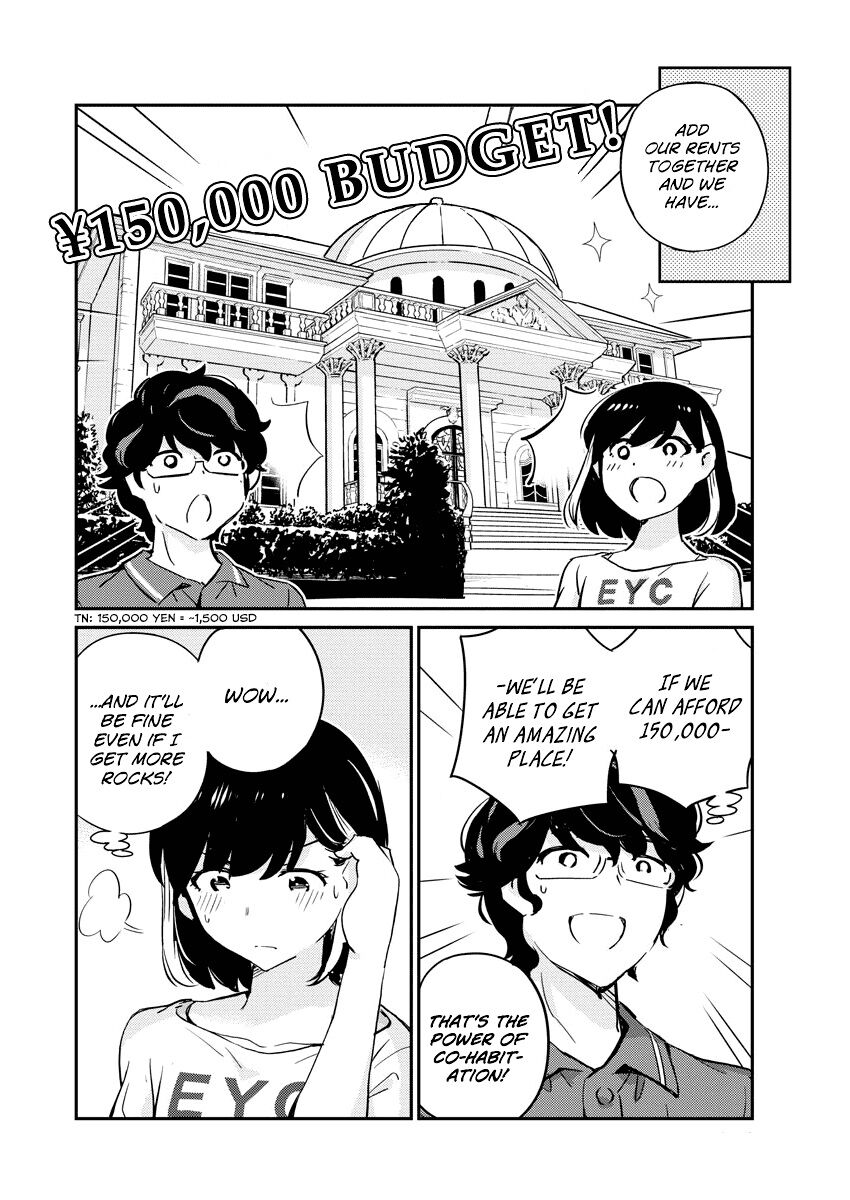 ADD
OUR RENTS
TOGETHER
AND WE
HAVE...
¥150,000 BUDGET!
EYC
TN: 150,000 YEN = ~1,500 USD
IF WE
CAN AFFORD
150,000-
-WE'LL BE
ABLE TO GET
AN AMAZING
PLACE!
THAT'S THE
POWER OF
CO-HABIT-
ATION!
WOW...
...AND IT'LL
BE FINE
EVEN IF I
GET MORE
ROCKS!
EYC